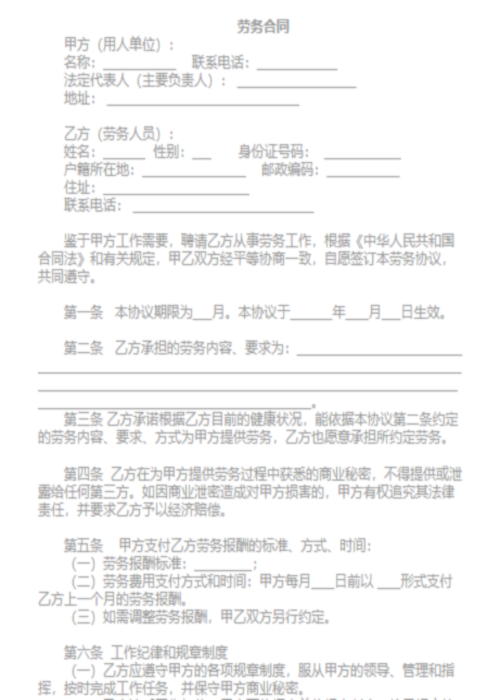 劳务合同
甲方（用人单位）：
名称：__________ 联系电话：___________
法定代表人（主要负责人）：________________
地址：__________________________
乙方（劳务人员）：
姓名：______ 性别：___ 身份证号码：__________
户籍所在地：______________ 邮政编码：__________
住址：____________________
联系电话：________________________
鉴于甲方工作需要，聘请乙方从事劳务工作，根据《中华人民共和国
合同法》和有关规定，甲乙双方经平等协商一致，自愿签订本劳务协议，
共同遵守。
第一条 本协议期限为___月。本协议于______年___月___日生效。
第二条 乙方承担的劳务内容、要求为：______________________
。
第三条 乙方承诺根据乙方目前的健康状况，能依据本协议第二条约定
的劳务内容、要求、方式为甲方提供劳务，乙方也愿意承担所约定劳务。
第四条 乙方在为甲方提供劳务过程中获悉的商业秘密，不得提供或泄
露给任何第三方。如因商业泄密造成对甲方损害的，甲方有权追究其法律
责任，并要求乙方予以经济赔偿。
第五条 甲方支付乙方劳务报酬的标准、方式、时间：
（一）劳务报酬标准：________；
（二）劳务费用支付方式和时间：甲方每月___日前以 ___形式支付
乙方上一个月的劳务报酬。
（三）如需调整劳务报酬，甲乙双方另行约定。
第六条 工作纪律和规章制度
（一）乙方应遵守甲方的各项规章制度，服从甲方的领导、管理和指
挥，按时完成工作任务，并保守甲方商业秘密。